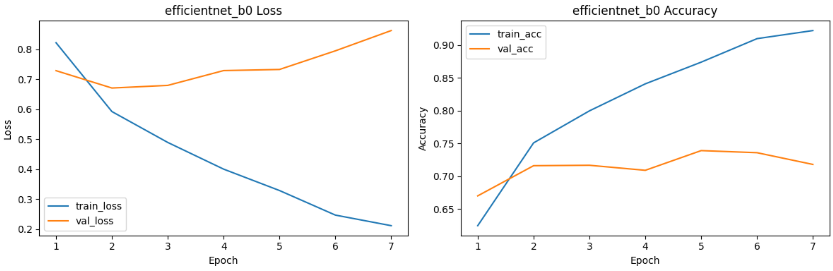 efficientnet_b0 Loss
Loss
0.8
0.7
0.6
0.5
0.4
0.3
0.2
train_loss
val_loss
1 2 3 4 5 6 7
Epoch
efficientnet_b0 Accuracy
Accuracy
train_acc
val_acc
0.90
0.85
0.80
0.75
0.70
0.65
1 2 3 4 5 6 7
Epoch